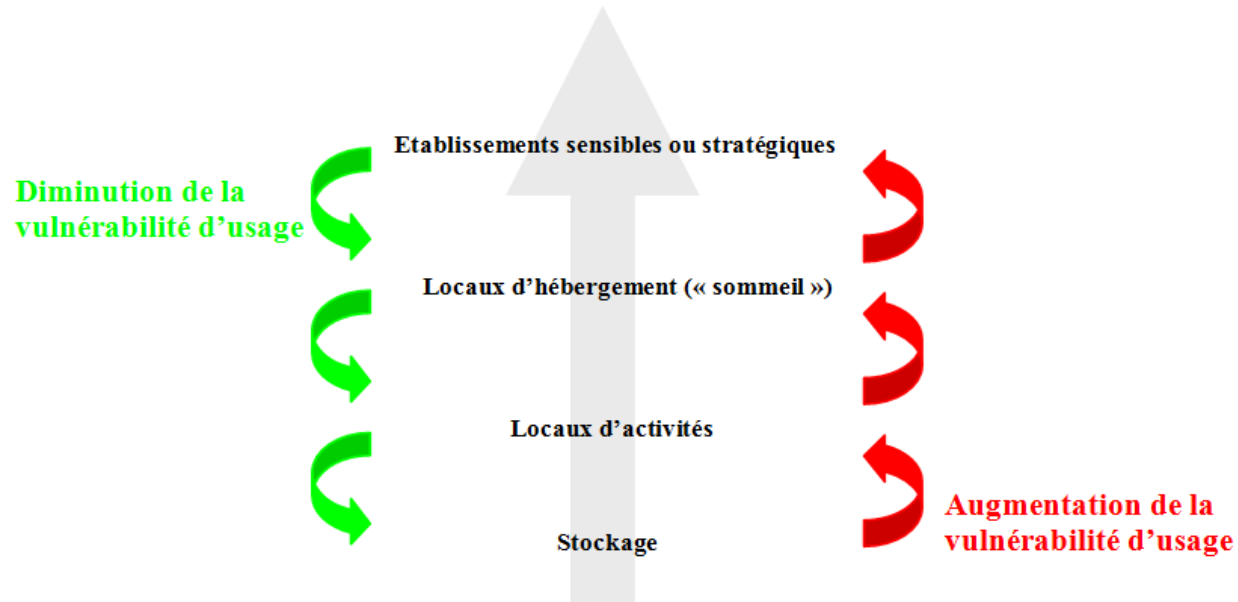 Etablissements sensibles ou stratégiques
Diminution de la
vulnérabilité d’usage
Locaux d’hébergement (« sommeil »)
Locaux d’activités
Augmentation de la
vulnérabilité d’usage
Stockage